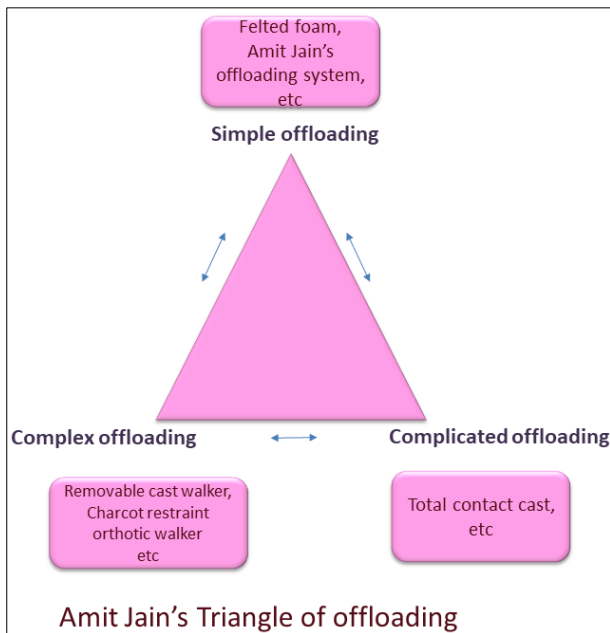 Felted foam,
Amit Jain's
offloading system,
etc
Simple offloading
Complex offloading
Complicated offloading
Removable cast walker,
Charcot restraint
orthotic walker
etc
Total contact cast,
etc
Amit Jain's Triangle of offloading